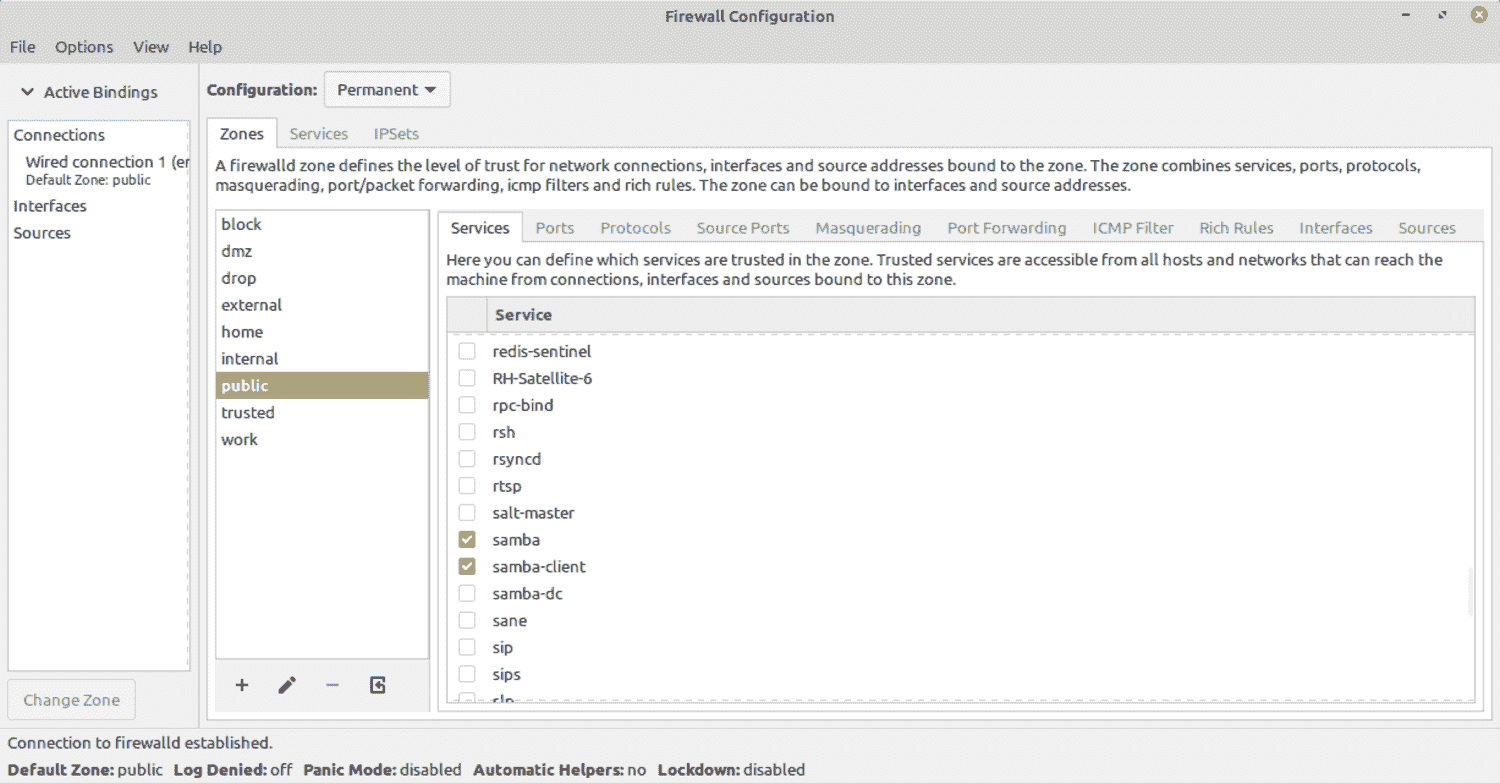 Firewall Configuration
File Options View Help
Active Bindings
Connections
Wired connection 1 (er
Default Zone: public
Interfaces
Sources
Change Zone
Configuration: Permanent
Zones Services IPSets
A firewalld zone defines the level of trust for network connections, interfaces and source addresses bound to the zone. The zone combines services, ports, protocols,
masquerading, port/packet forwarding, icmp filters and rich rules. The zone can be bound to interfaces and source addresses.
block
dmz
drop
external
home
internal
public
trusted
work
Services Ports Protocols Source Ports Masquerading Port Forwarding ICMP Filter Rich Rules Interfaces Sources
Here you can define which services are trusted in the zone. Trusted services are accessible from all hosts and networks that can reach the
machine from connections, interfaces and sources bound to this zone.
Service
redis-sentinel
RH-Satellite-6
rpc-bind
rsh
rsyncd
rtsp
salt-master
samba
samba-client
samba-dc
sane
sip
sips
slp
Connection to firewalld established.
Default Zone: public Log Denied: off Panic Mode: disabled Automatic Helpers: no Lockdown: disabled